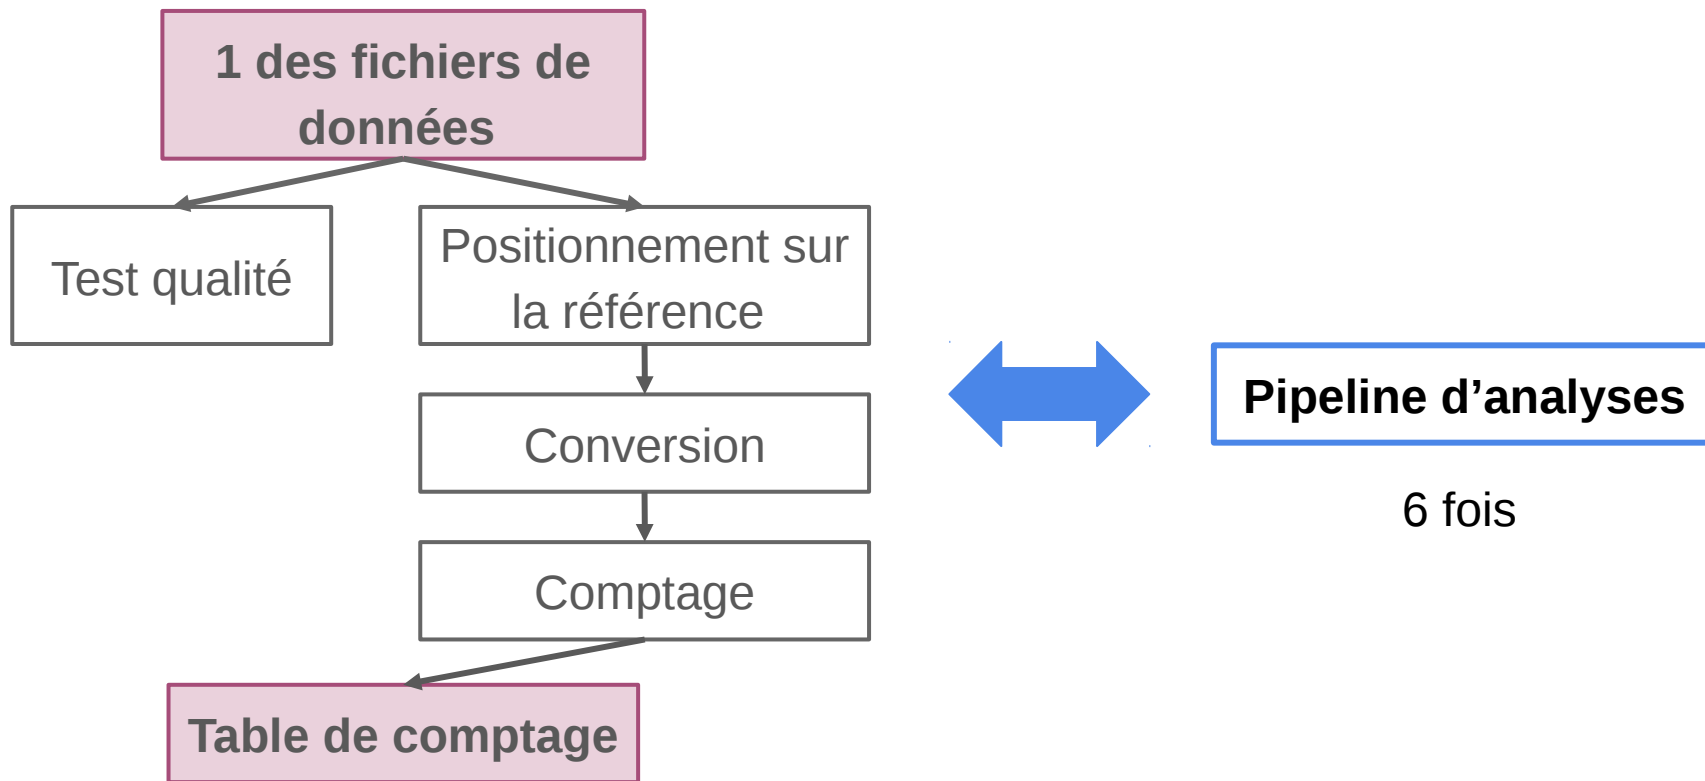 1 des fichiers de
données
Test qualité
Positionnement sur
la référence
Conversion
Comptage
Table de comptage
Pipeline d’analyses
6 fois